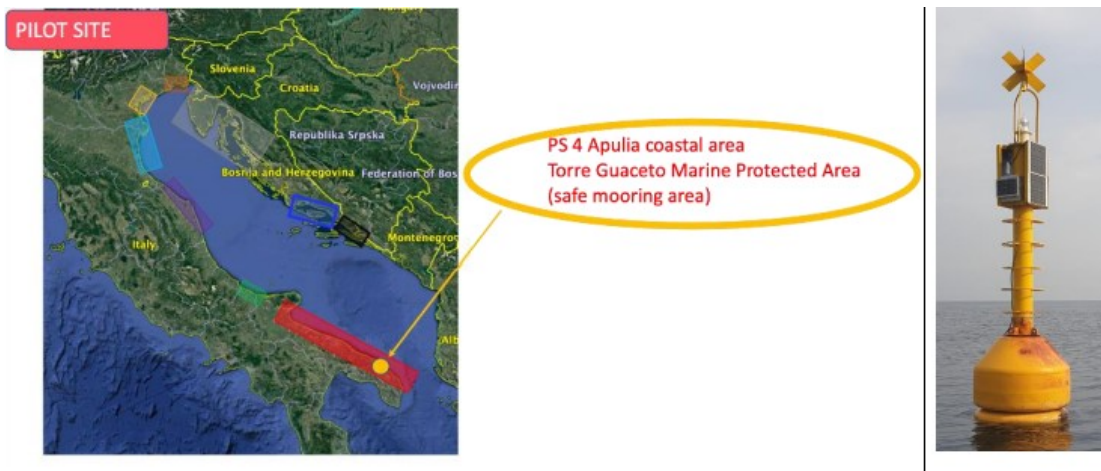 PILOT SITE
Slovenia
Croatia
Vojvodin
Republika Srpska
Bosnia and Herzegovina
Federation of Bos
Montenegro
Italy
Alb
PS 4 Apulia coastal area
Torre Guaceto Marine Protected Area
(safe mooring area)